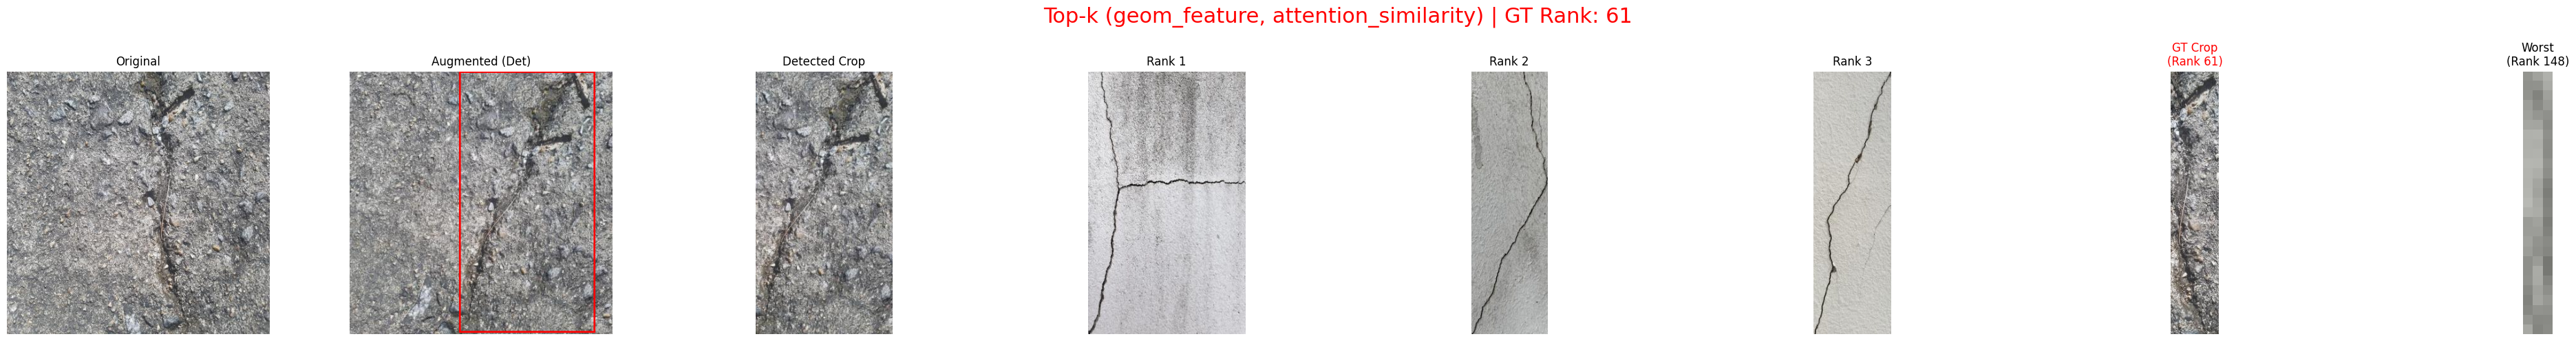 Top-k (geom_feature, attention_similarity) | GT Rank: 61
Original
Augmented (Det)
Detected Crop
Rank 1
Rank 2
Rank 3
GT Crop
(Rank 61)
Worst
(Rank 148)